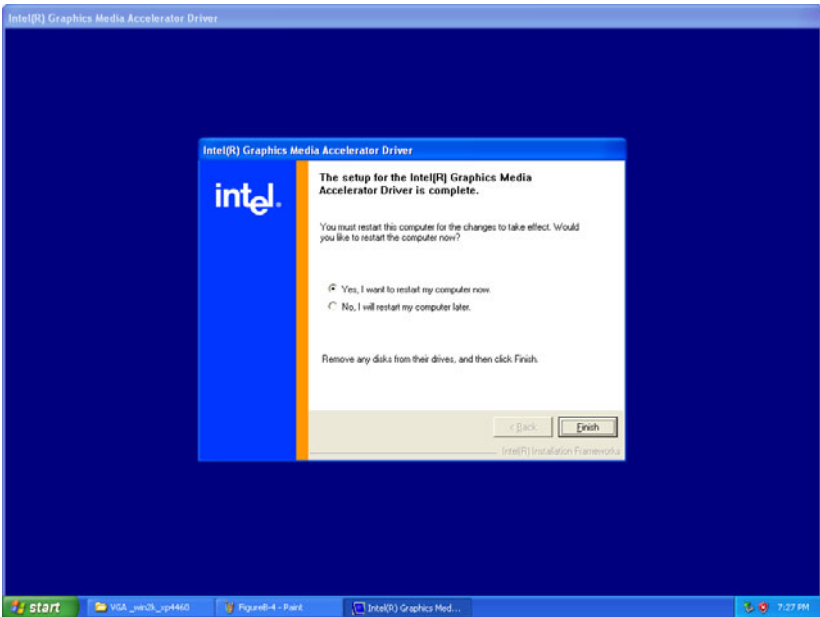 Intel(R) Graphics Media Accelerator Driver
Intel(R) Graphics Media Accelerator Driver
intel.
The setup for the Intel(R) Graphics Media
Accelerator Driver is complete.
You must restart this computer for the changes to take effect. Would
you like to restart the computer now?
Yes, I want to restart my computer now.
No, I will restart my computer later.
Remove any disks from their drives, and then click Finish.
< Back
Finish
Intel(R) Installation Frameworks
start
VGA_win2k_xp4460
FigureB-4 - Paint
Intel(R) Graphics Med...
7:27 PM